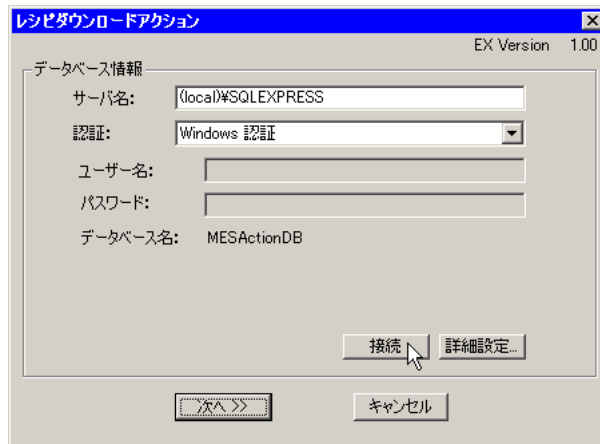 レシピダウンロードアクション
EX Version 1.00
データベース情報
サーバ名: (local)¥SQLEXPRESS
認証: Windows 認証
ユーザー名:
パスワード:
データベース名: MESActionDB
接続 詳細設定...
次へ >> キャンセル